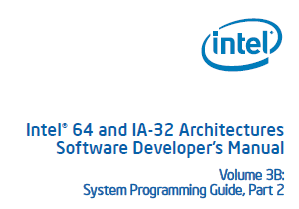 intel®
Intel® 64 and IA-32 Architectures
Software Developer's Manual
Volume 3B:
System Programming Guide, Part 2